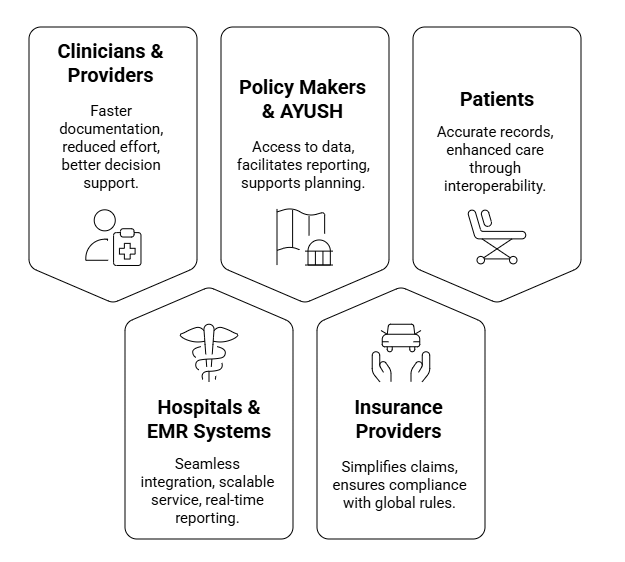 Clinicians &
Providers
Faster
documentation,
reduced effort,
better decision
support.
Policy Makers
& AYUSH
Access to data,
facilitates reporting,
supports planning.
Patients
Accurate records,
enhanced care
through
interoperability.
Hospitals &
EMR Systems
Seamless
integration, scalable
service, real-time
reporting.
Insurance
Providers
Simplifies claims,
ensures compliance
with global rules.